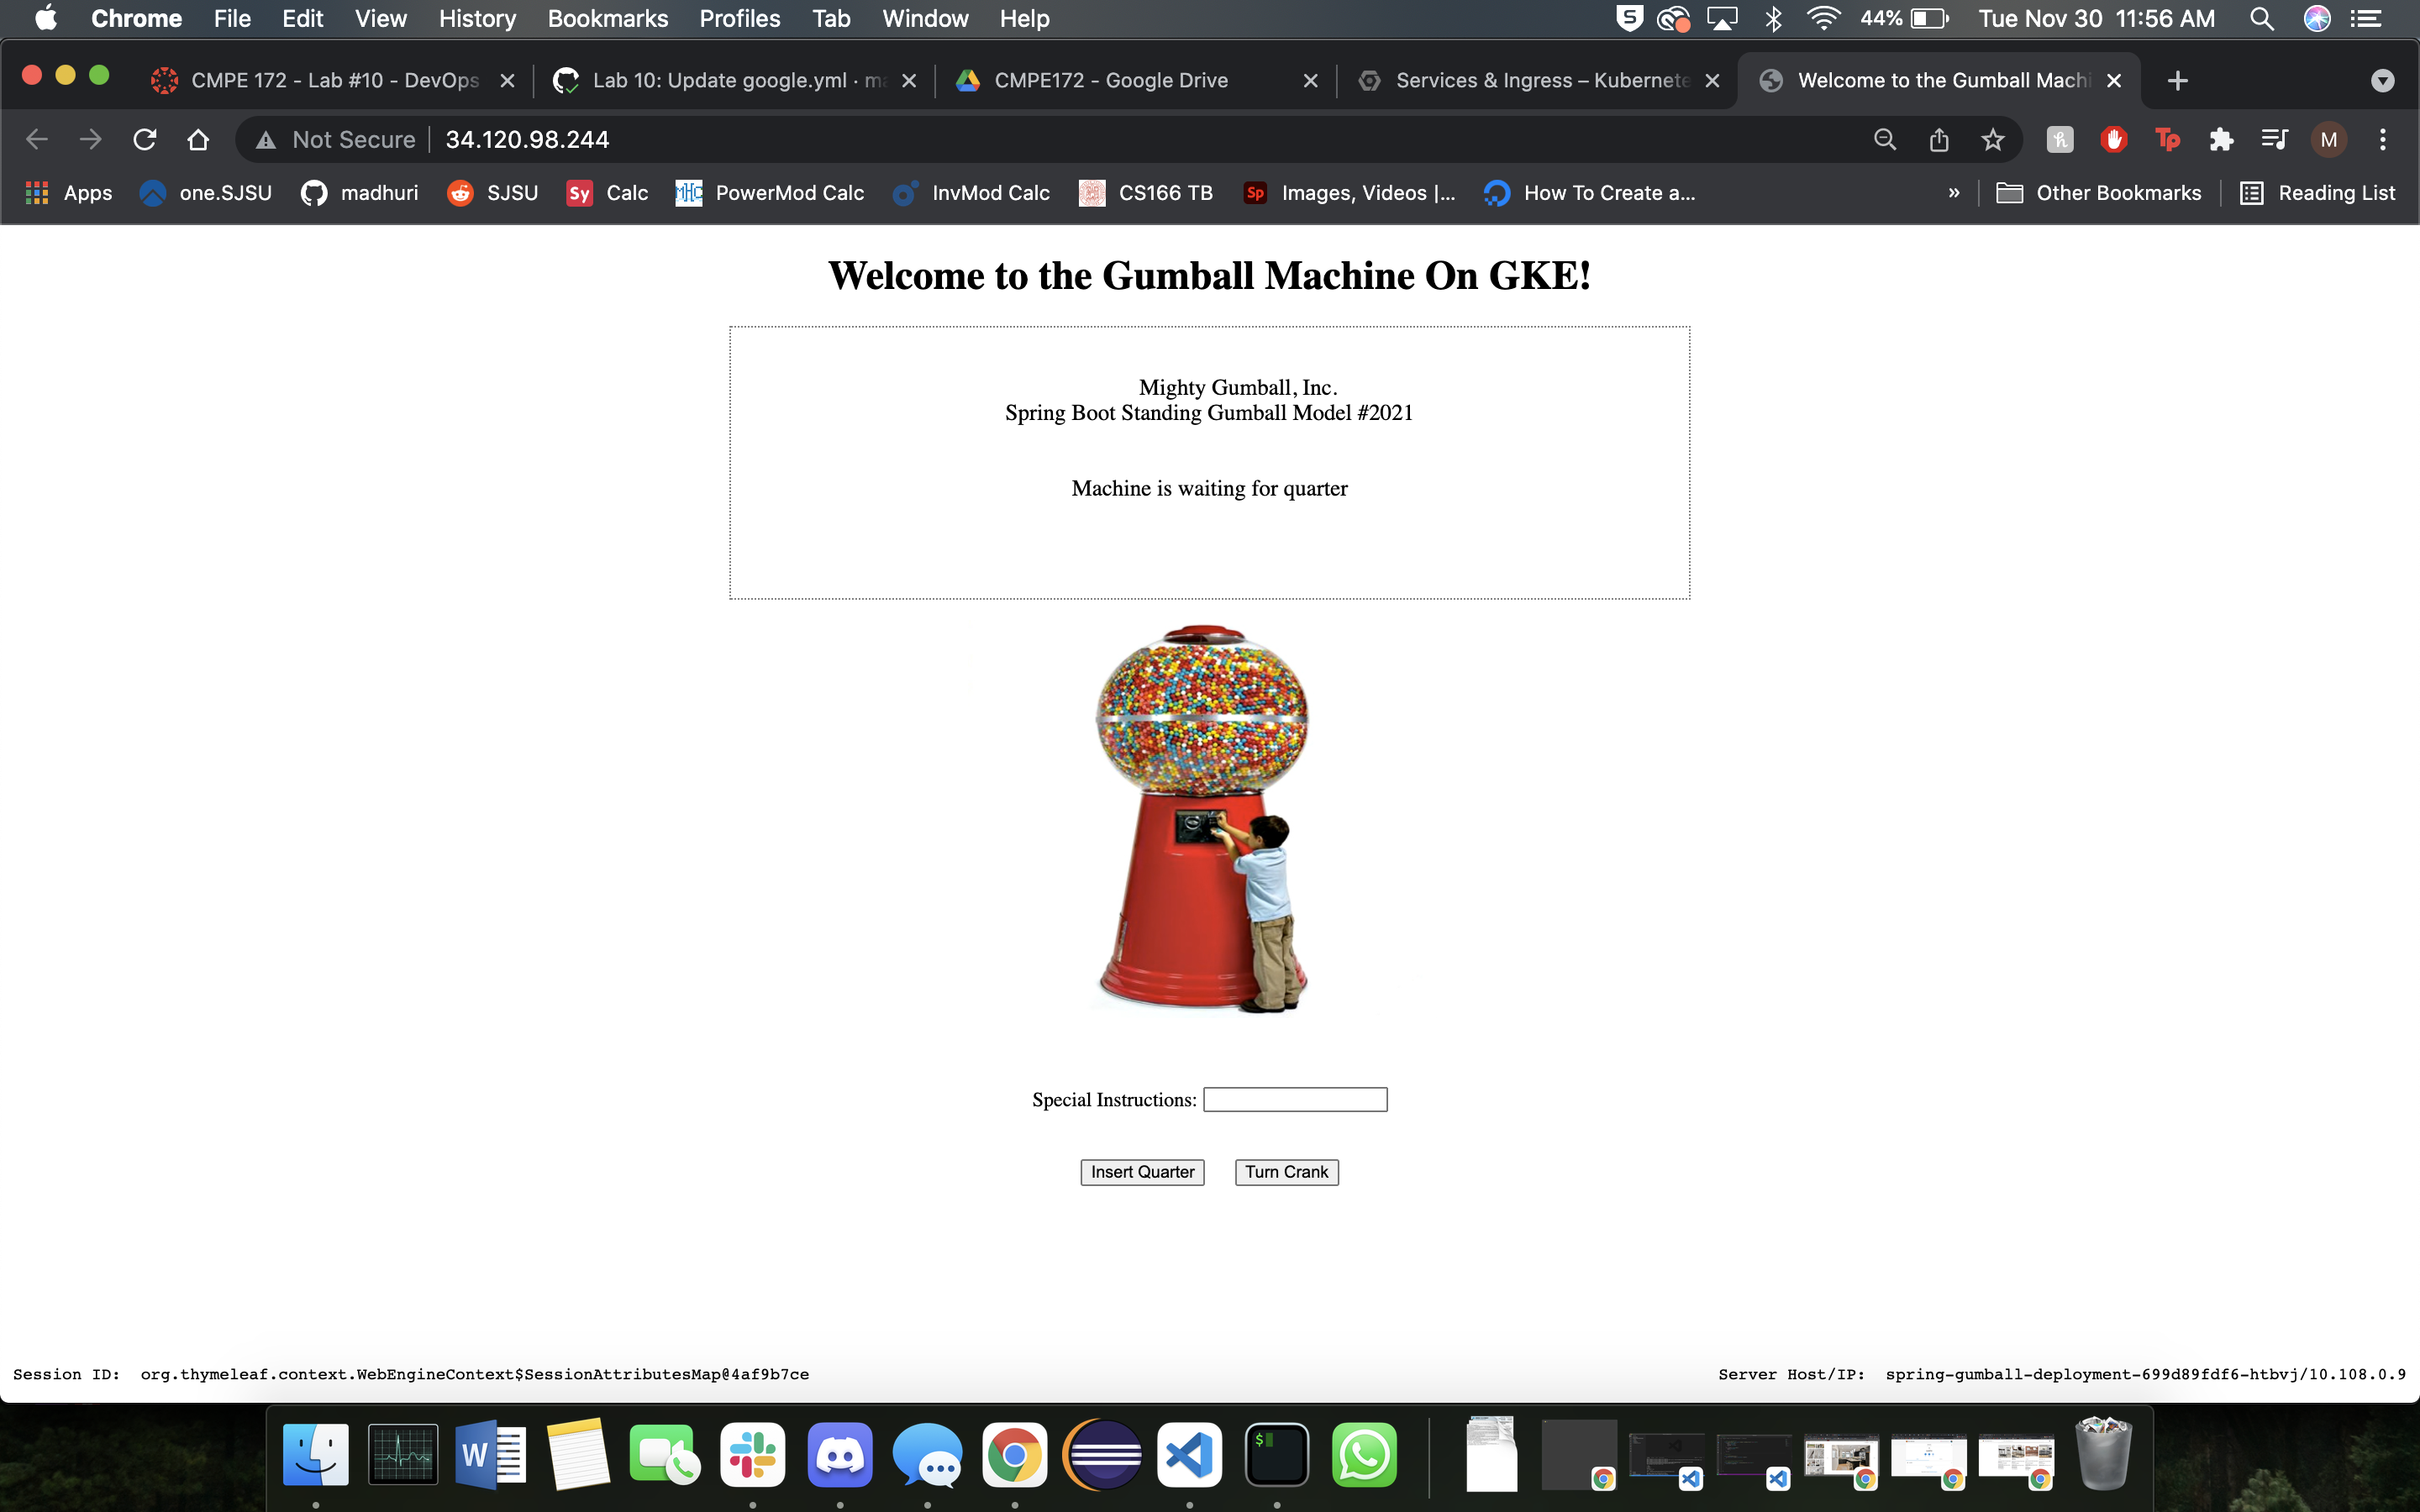 Chrome File Edit View History Bookmarks Profiles Tab Window Help 44% Tue Nov 30 11:56 AM
CMPE 172 - Lab #10 - DevOps Lab 10: Update google.yml · ma CMPE172 - Google Drive Services & Ingress – Kubernete Welcome to the Gumball Machi
Not Secure 34.120.98.244 Tp M
Apps one.SJSU madhuri SJSU Sy Calc MHC PowerMod Calc InvMod Calc CS166 TB Sp Images, Videos |... How To Create a... » Other Bookmarks Reading List
Welcome to the Gumball Machine On GKE!
Mighty Gumball, Inc.
Spring Boot Standing Gumball Model #2021
Machine is waiting for quarter
Special Instructions:
Insert Quarter Turn Crank
Session ID: org.thymeleaf.context.WebEngineContext$SessionAttributesMap@4af9b7ce Server Host/IP: spring-gumball-deployment-699d89fdf6-htbvj/10.108.0.9